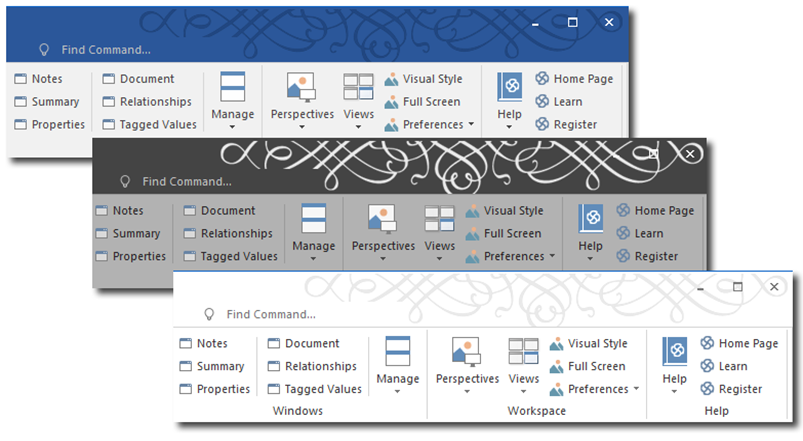 Find Command...
Notes Document Visual Style Home Page
Summary Relationships Manage Perspectives Views Full Screen Help Learn
Properties Tagged Values Preferences Register
Find Command...
Notes Document Visual Style Home Page
Summary Relationships Manage Perspectives Views Full Screen Help Learn
Properties Tagged Values Preferences Register
Find Command...
Notes Document Visual Style Home Page
Summary Relationships Manage Perspectives Views Full Screen Help Learn
Properties Tagged Values Preferences Register
Windows Workspace Help